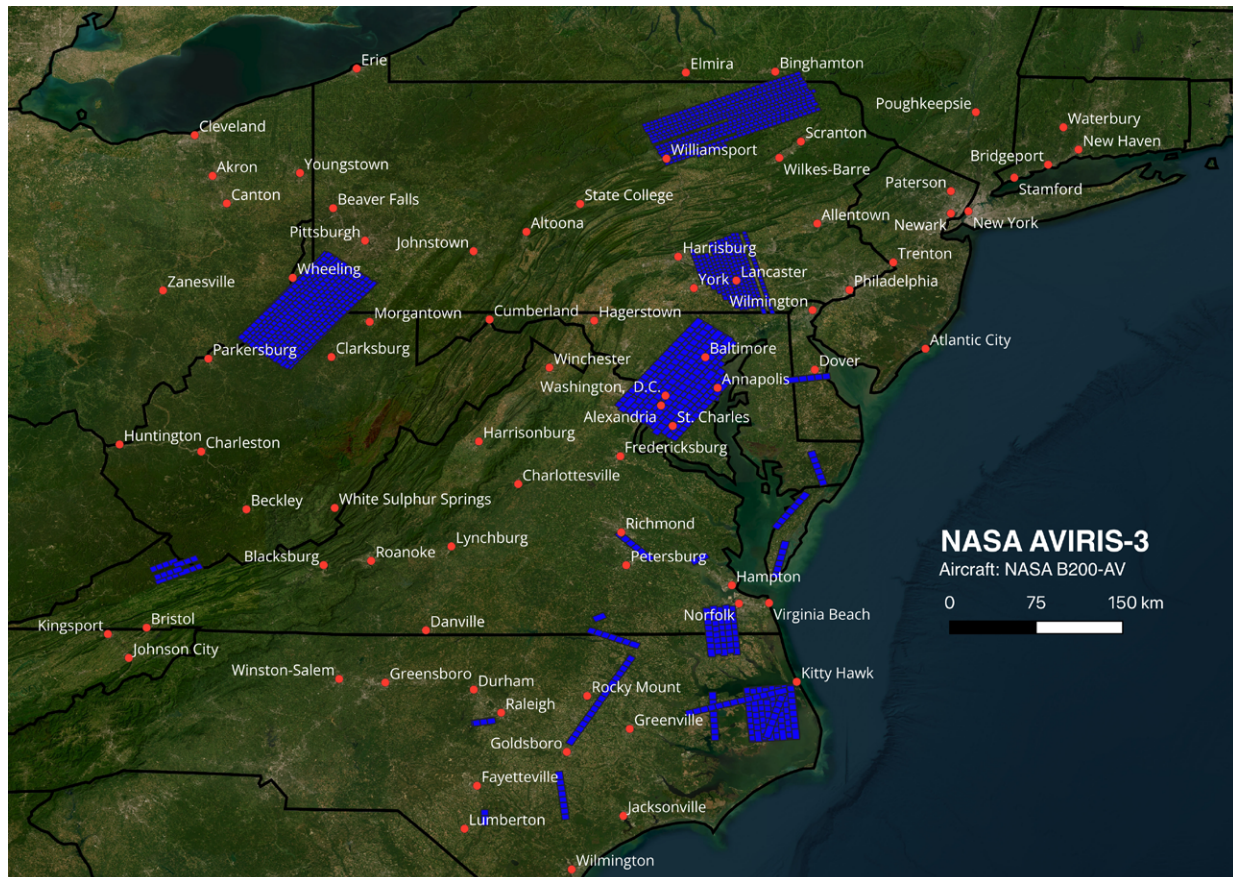 Erie
Elmira
Binghamton
Poughkeepsie
Waterbury
Cleveland
Scranton
New Haven
Williamsport
Bridgeport
Akron
Youngstown
Wilkes-Barre
Stamford
Canton
Beaver Falls
State College
Paterson
Allentown
Newark
New York
Pittsburgh
Altoona
Johnstown
Harrisburg
Trenton
Wheeling
Lancaster
York
Zanesville
Philadelphia
Wilmington
Morgantown
Cumberland
Hagerstown
Parkersburg
Clarksburg
Baltimore
Atlantic City
Winchester
Dover
Washington, D.C.
Annapolis
Alexandria
St. Charles
Huntington
Charleston
Harrisonburg
Fredericksburg
Charlottesville
Beckley
White Sulphur Springs
Richmond
NASA AVIRIS-3
Aircraft: NASA B200-AV
Lynchburg
Blacksburg
Roanoke
Petersburg
Hampton
0 75 150 km
Norfolk
Virginia Beach
Bristol
Kingsport
Danville
Johnson City
Winston-Salem
Greensboro
Durham
Rocky Mount
Kitty Hawk
Raleigh
Greenville
Goldsboro
Fayetteville
Jacksonville
Lumberton
Wilmington